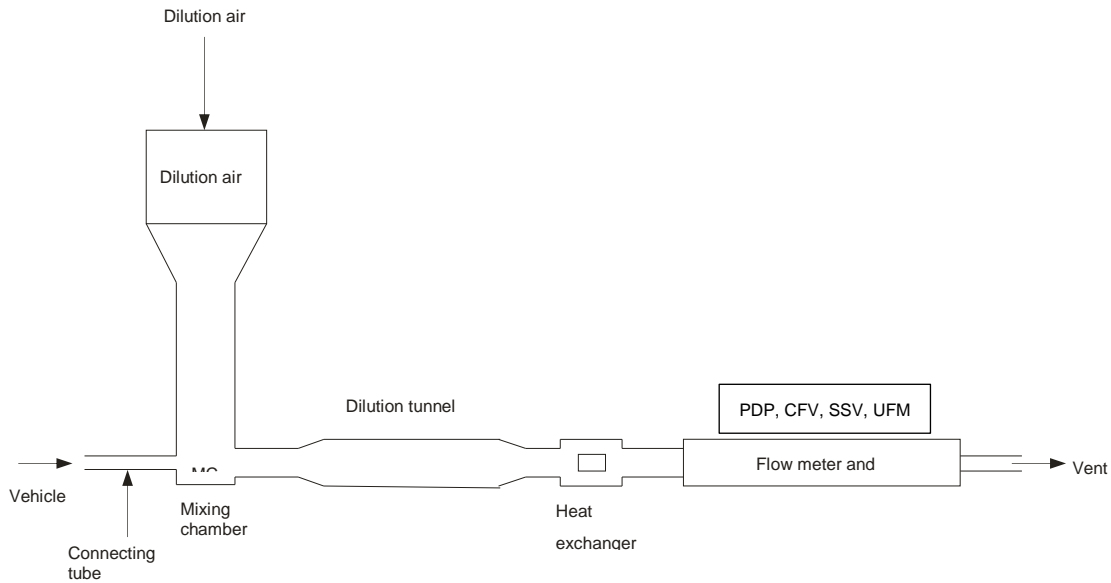 Dilution air
Dilution air
Dilution tunnel
PDP, CFV, SSV, UFM
Flow meter and
Vehicle
Vent
Mixing
chamber
Heat
exchanger
Connecting
tube